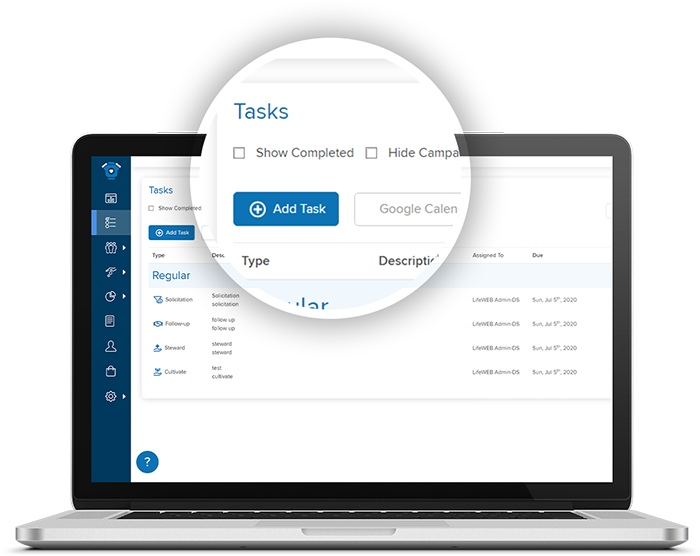 Tasks
Show Completed Hide Campa
Add Task Google Calen
Type Descriptic
gular
Tasks
Show Completed
Add Task
Type Desc Assigned To Due
Regular
Solicitation Solicitation LifeWEB Admin-DS Sun, Jul 5th, 2020
solicitation
Follow-up follow up LifeWEB Admin-DS Sun, Jul 5th, 2020
follow up
Steward steward LifeWEB Admin-DS Sun, Jul 5th, 2020
steward
Cultivate test LifeWEB Admin-DS Sun, Jul 5th, 2020
cultivate
?